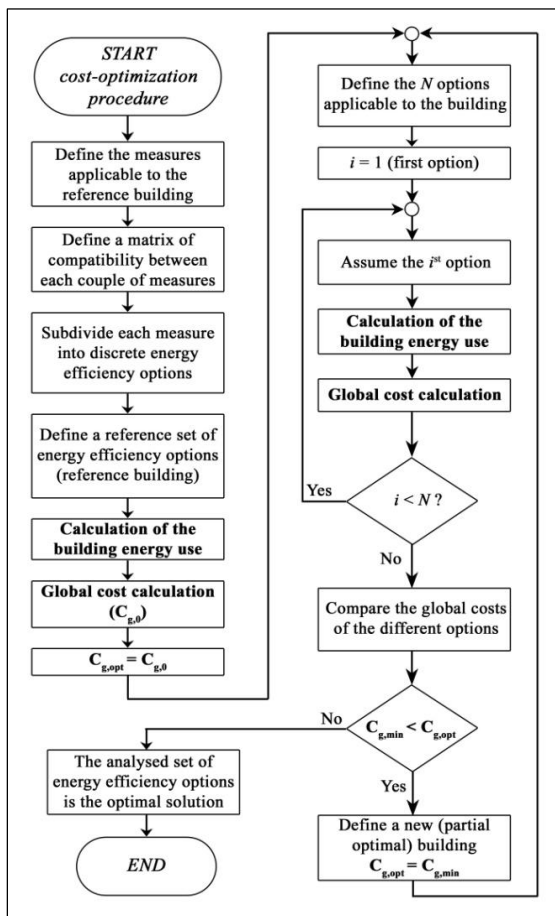 START
cost-optimization
procedure
Define the measures
applicable to the
reference building
Define a matrix of
compatibility between
each couple of measures
Subdivide each measure
into discrete energy
efficiency options
Define a reference set of
energy efficiency options
(reference building)
Calculation of the
building energy use
Global cost calculation
(Cg,0)
Cg,opt = Cg,0
Define the N options
applicable to the building
i = 1 (first option)
Assume the ist option
Calculation of the
building energy use
Global cost calculation
Yes
i < N ?
No
Compare the global costs
of the different options
No
Cg,min < Cg,opt
Yes
Define a new (partial
optimal) building
Cg,opt = Cg,min
The analysed set of
energy efficiency options
is the optimal solution
END